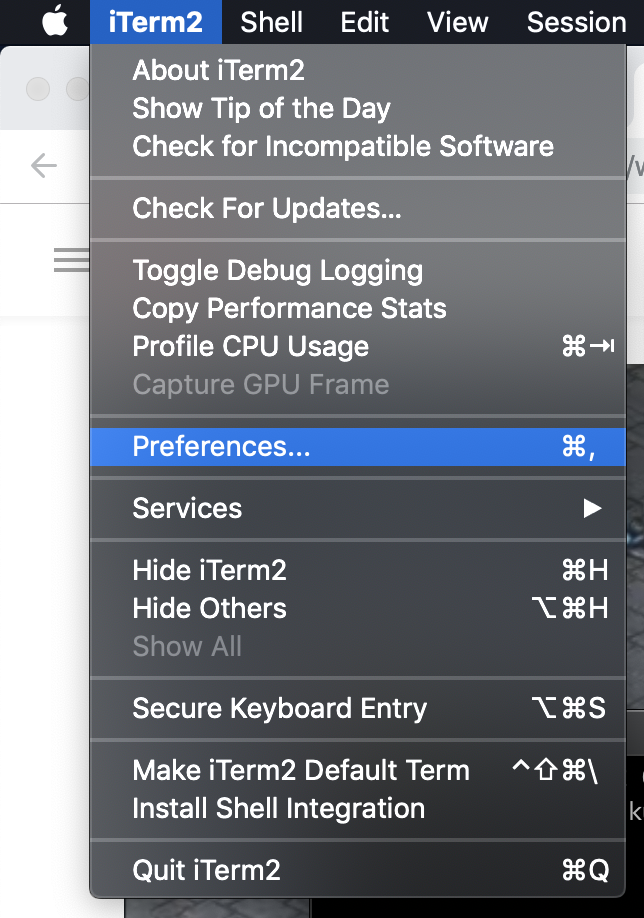 iTerm2 Shell Edit View Session
About iTerm2
Show Tip of the Day
Check for Incompatible Software
Check For Updates...
Toggle Debug Logging
Copy Performance Stats
Profile CPU Usage ⌘⇥
Capture GPU Frame
Preferences... ⌘,
Services ▶
Hide iTerm2 ⌘H
Hide Others ⌥⌘H
Show All
Secure Keyboard Entry ⌥⌘S
Make iTerm2 Default Term ^⇧⌘\
Install Shell Integration
Quit iTerm2 ⌘Q